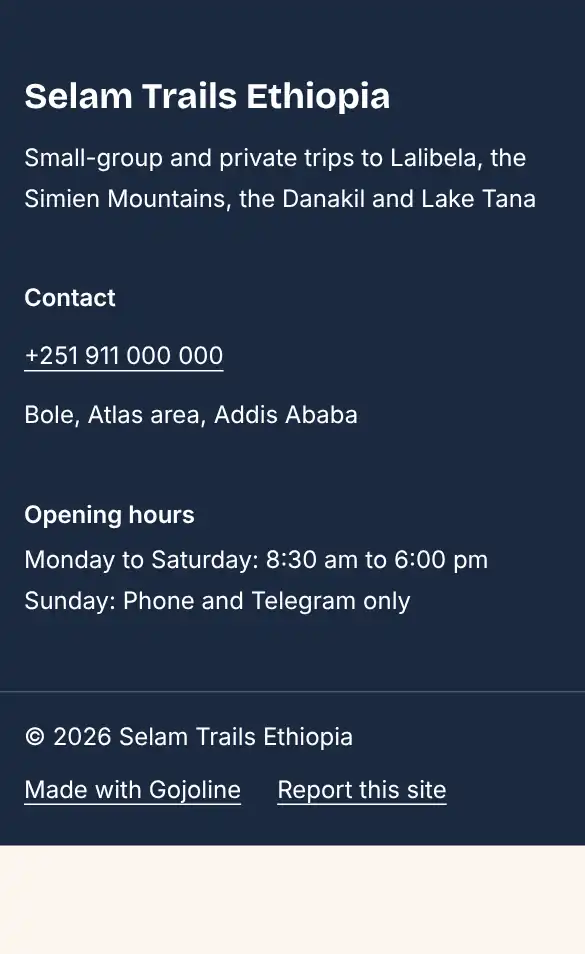 Selam Trails Ethiopia
Small-group and private trips to Lalibela, the
Simien Mountains, the Danakil and Lake Tana
Contact
+251 911 000 000
Bole, Atlas area, Addis Ababa
Opening hours
Monday to Saturday: 8:30 am to 6:00 pm
Sunday: Phone and Telegram only
© 2026 Selam Trails Ethiopia
Made with Gojoline Report this site